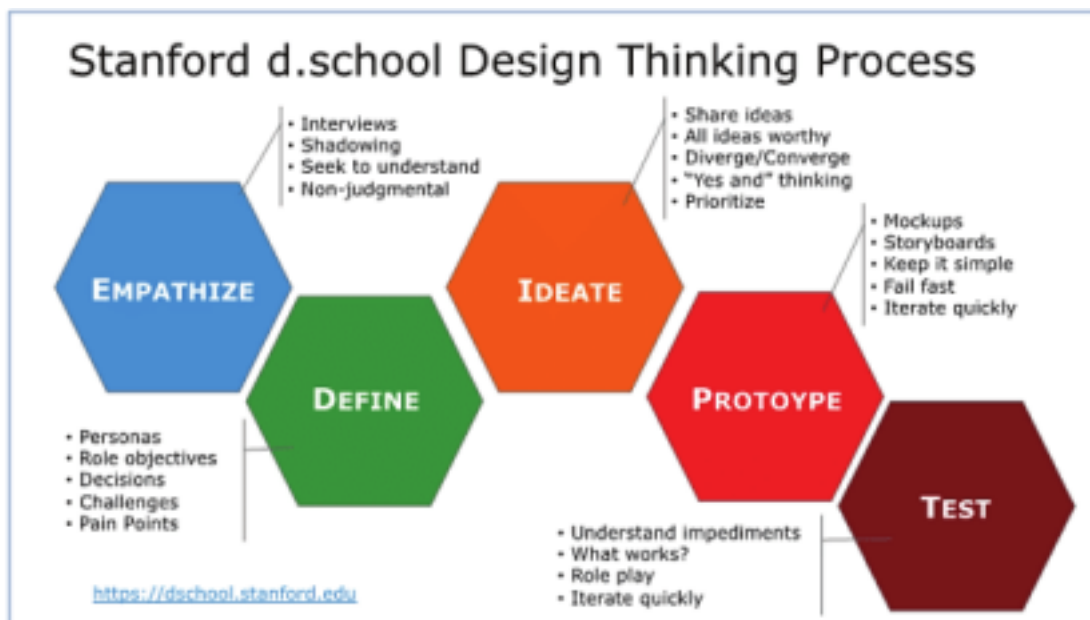 Stanford d.school Design Thinking Process
• Interviews
• Shadowing
• Seek to understand
• Non-judgmental
EMPATHIZE
• Personas
• Role objectives
• Decisions
• Challenges
• Pain Points
DEFINE
• Share ideas
• All ideas worthy
• Diverge/Converge
• "Yes and" thinking
• Prioritize
IDEATE
• Mockups
• Storyboards
• Keep it simple
• Fail fast
• Iterate quickly
PROTOYPE
• Understand impediments
• What works?
• Role play
• Iterate quickly
TEST
https://dschool.stanford.edu